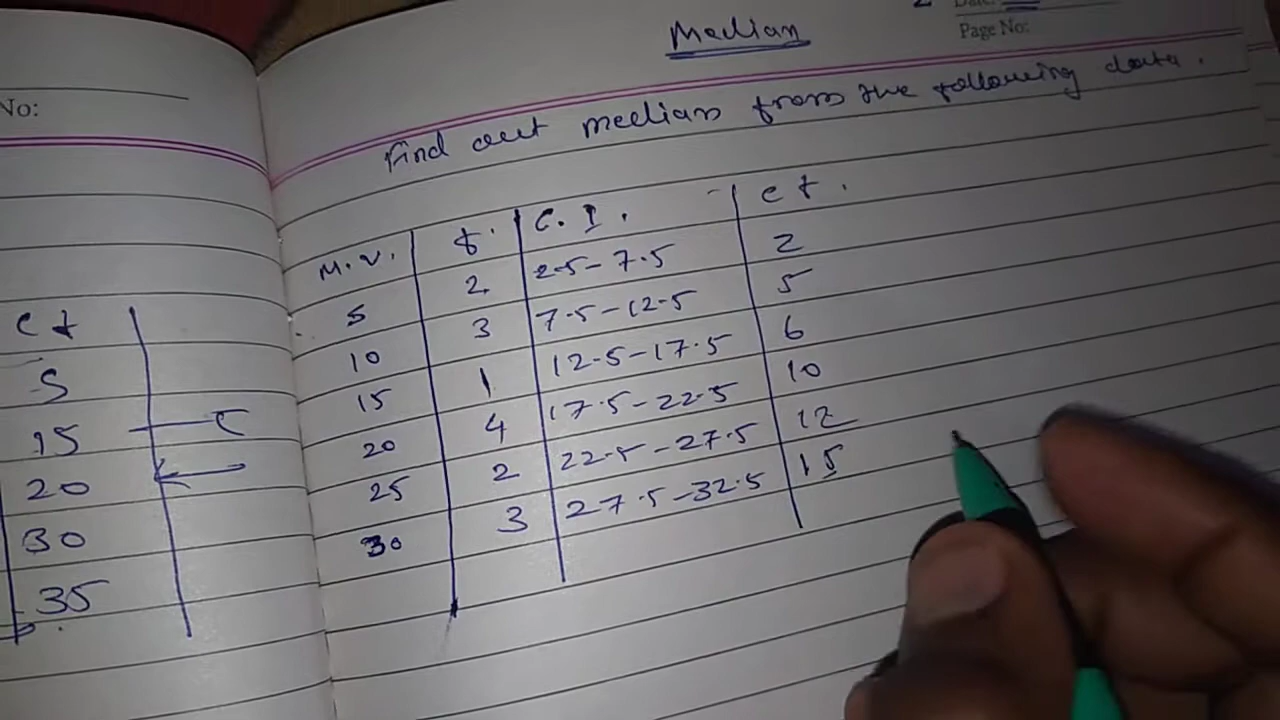 No:
c f
5
15
20
30
35
Page No:
Median
Find out median from the following data.
M.V. f. C.I. c f.
5 2 2.5-7.5 2
10 3 7.5-12.5 5
15 1 12.5-17.5 6
20 4 17.5-22.5 10
25 2 22.5-27.5 12
30 3 27.5-32.5 15